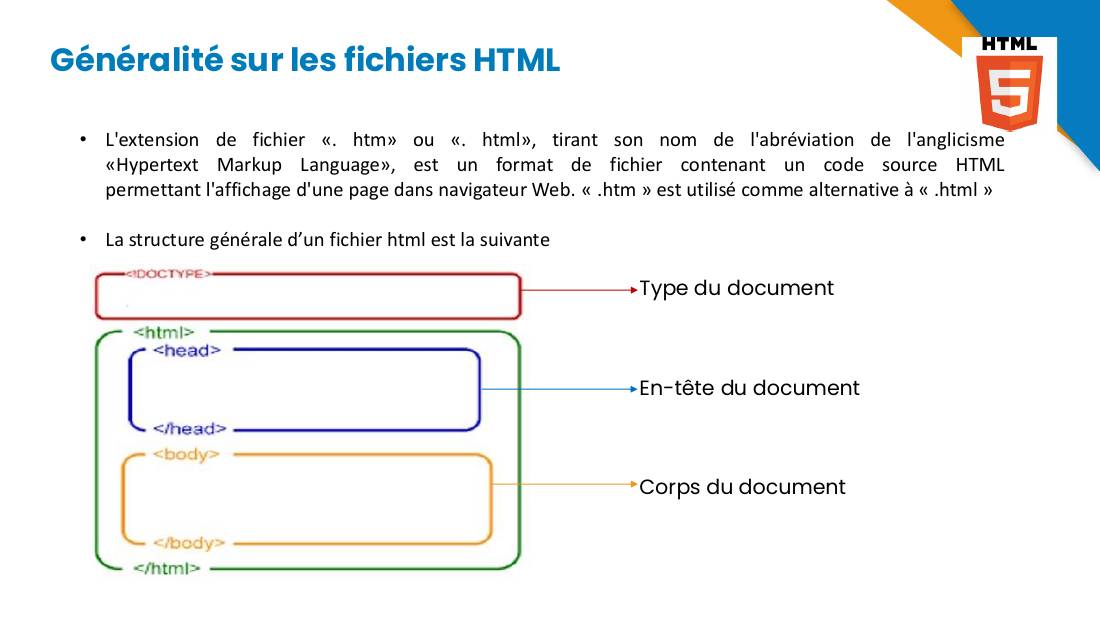 Généralité sur les fichiers HTML
HTML
5
• L'extension de fichier «. htm» ou «. html», tirant son nom de l'abréviation de l'anglicisme
«Hypertext Markup Language», est un format de fichier contenant un code source HTML
permettant l'affichage d'une page dans navigateur Web. « .htm » est utilisé comme alternative à « .html »
• La structure générale d’un fichier html est la suivante
<!DOCTYPE>
Type du document
<html>
<head>
En-tête du document
</head>
<body>
Corps du document
</body>
</html>